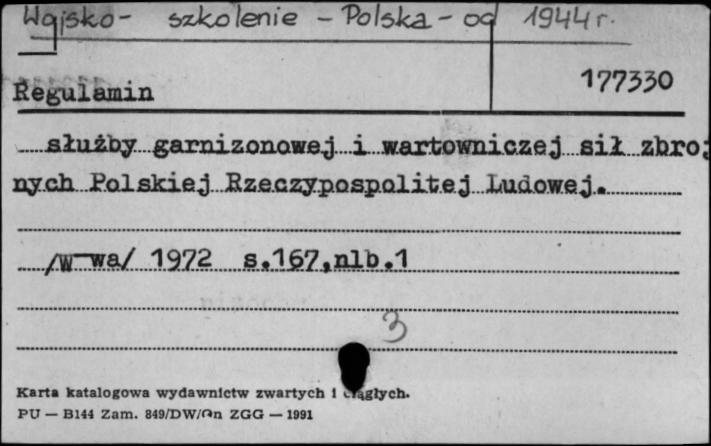 Wojsko- szkolenie - Polska - od 1944 r.
177330
Regulamin
służby garnizonowej i wartowniczej sił zbroj
nych Polskiej Rzeczypospolitej Ludowej.
/W-wa/ 1972 s.167,nlb.1
3
Karta katalogowa wydawnictw zwartych i ciągłych.
PU — B144 Zam. 849/DW/On ZGG — 1991